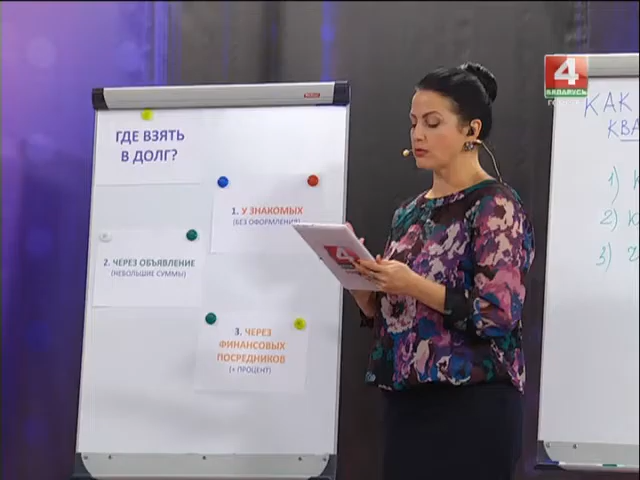 ГДЕ ВЗЯТЬ
В ДОЛГ?
1. У ЗНАКОМЫХ
(БЕЗ ОФОРМЛЕНИЯ)
2. ЧЕРЕЗ ОБЪЯВЛЕНИЕ
(НЕБОЛЬШИЕ СУММЫ)
3. ЧЕРЕЗ
ФИНАНСОВЫХ
ПОСРЕДНИКОВ
(+ ПРОЦЕНТ)
4
4
БЕЛАРУСЬ
КАК
КВА
1)
2)
3)